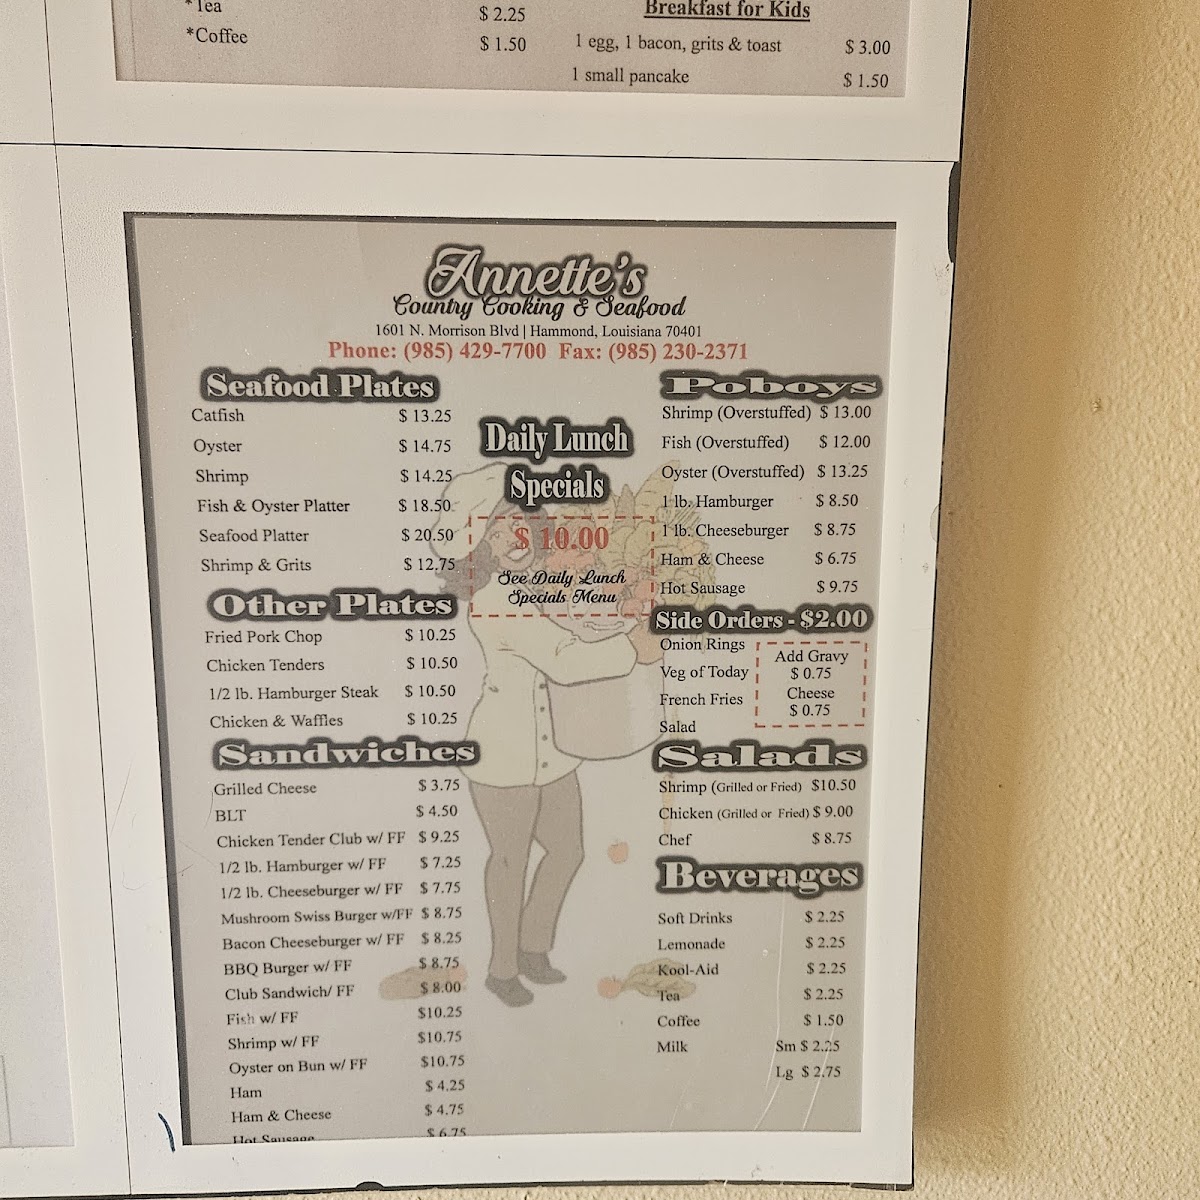 *Tea $ 2.25
*Coffee $ 1.50
Breakfast for Kids
1 egg, 1 bacon, grits & toast $ 3.00
1 small pancake $ 1.50
Annette's
Country Cooking & Seafood
1601 N. Morrison Blvd | Hammond, Louisiana 70401
Phone: (985) 429-7700 Fax: (985) 230-2371
Seafood Plates
Catfish $ 13.25
Oyster $ 14.75
Shrimp $ 14.25
Fish & Oyster Platter $ 18.50
Seafood Platter $ 20.50
Shrimp & Grits $ 12.75
Other Plates
Fried Pork Chop $ 10.25
Chicken Tenders $ 10.50
1/2 lb. Hamburger Steak $ 10.50
Chicken & Waffles $ 10.25
Sandwiches
Grilled Cheese $ 3.75
BLT $ 4.50
Chicken Tender Club w/ FF $ 9.25
1/2 lb. Hamburger w/ FF $ 7.25
1/2 lb. Cheeseburger w/ FF $ 7.75
Mushroom Swiss Burger w/FF $ 8.75
Bacon Cheeseburger w/ FF $ 8.25
BBQ Burger w/ FF $ 8.75
Club Sandwich/ FF $ 8.00
Fish w/ FF $10.25
Shrimp w/ FF $10.75
Oyster on Bun w/ FF $10.75
Ham $ 4.25
Ham & Cheese $ 4.75
Hot Sausage $ 6.75
Daily Lunch
Specials
$ 10.00
See Daily Lunch
Specials Menu
Poboys
Shrimp (Overstuffed) $ 13.00
Fish (Overstuffed) $ 12.00
Oyster (Overstuffed) $ 13.25
1 lb. Hamburger $ 8.50
1 lb. Cheeseburger $ 8.75
Ham & Cheese $ 6.75
Hot Sausage $ 9.75
Side Orders - $2.00
Onion Rings
Veg of Today
French Fries
Salad
Add Gravy
$ 0.75
Cheese
$ 0.75
Salads
Shrimp (Grilled or Fried) $10.50
Chicken (Grilled or Fried) $ 9.00
Chef $ 8.75
Beverages
Soft Drinks $ 2.25
Lemonade $ 2.25
Kool-Aid $ 2.25
Tea $ 2.25
Coffee $ 1.50
Milk Sm $ 2.25
Lg $ 2.75